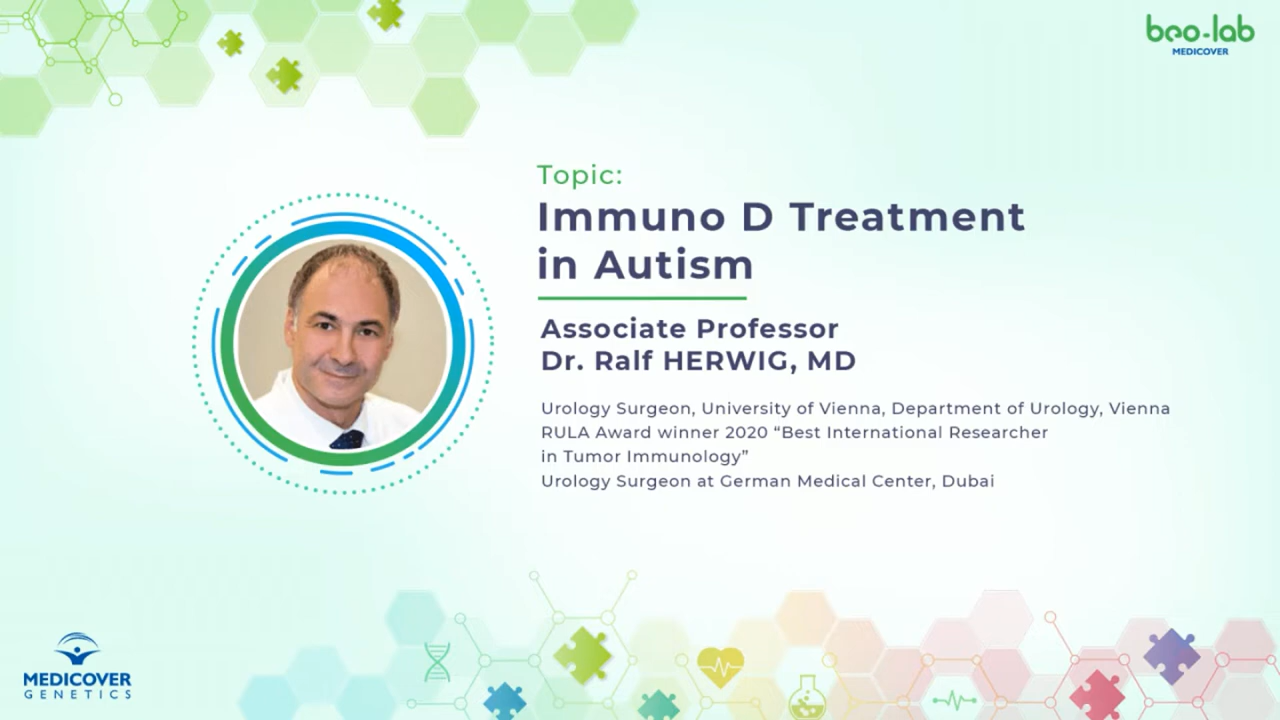 beo-lab
MEDICOVER
Topic:
Immuno D Treatment
in Autism
Associate Professor
Dr. Ralf HERWIG, MD
Urology Surgeon, University of Vienna, Department of Urology, Vienna
RULA Award winner 2020 “Best International Researcher
in Tumor Immunology”
Urology Surgeon at German Medical Center, Dubai
MEDICOVER
GENETICS